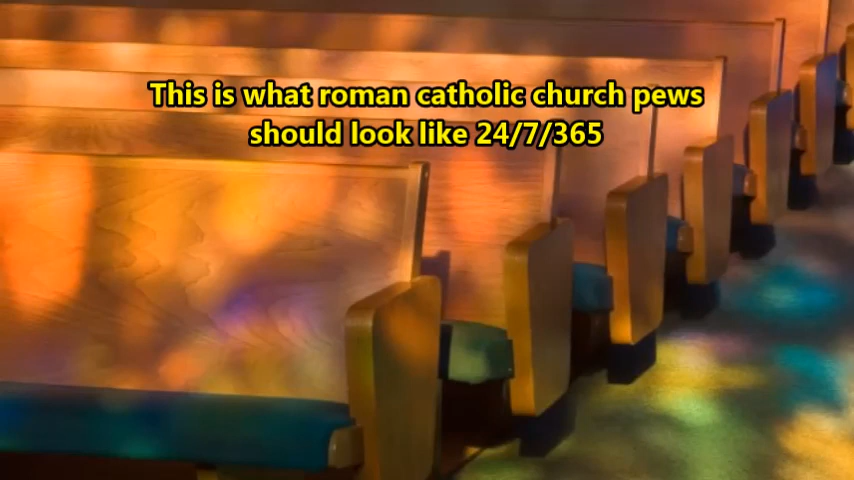 This is what roman catholic church pews
should look like 24/7/365